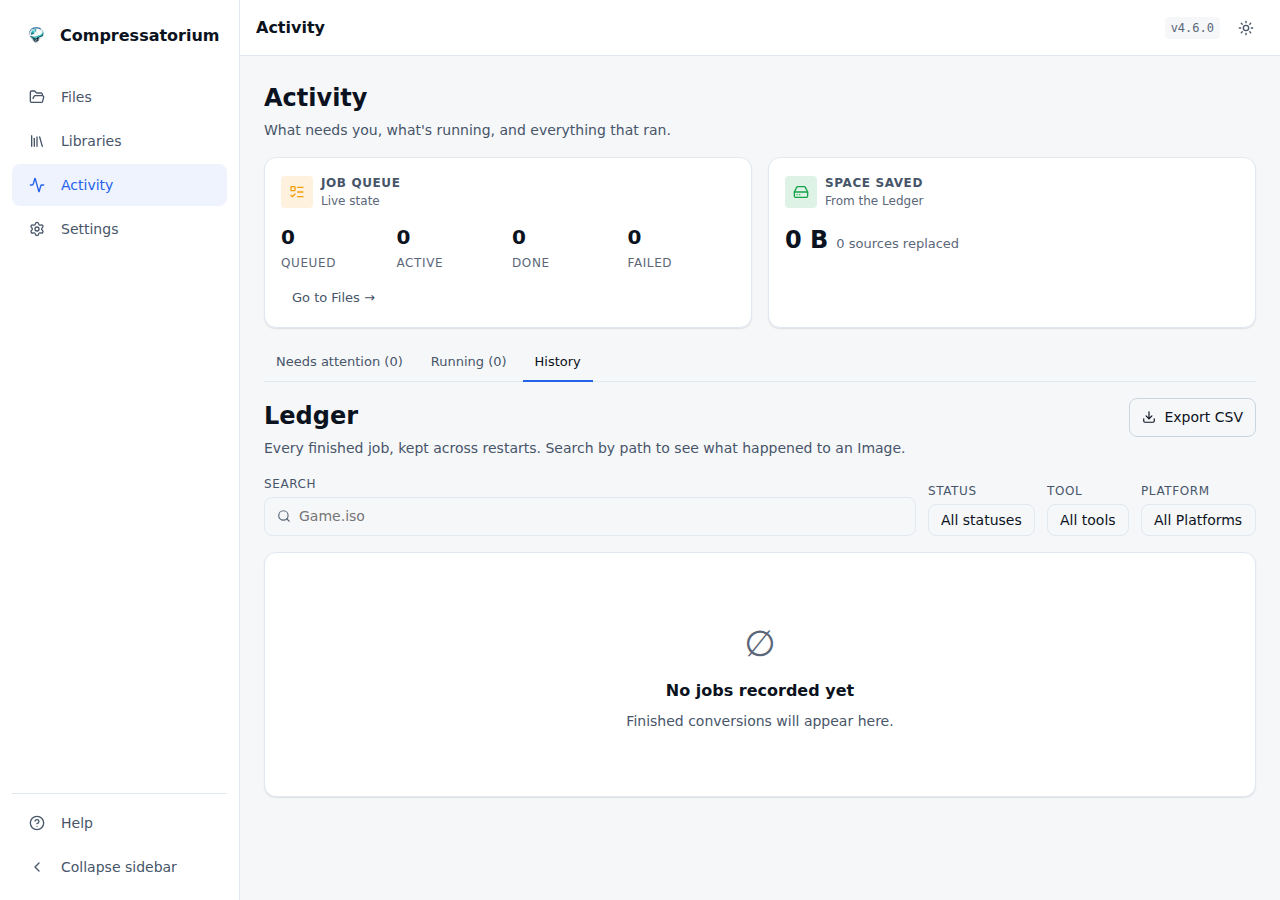 Compressatorium
Activity
v4.6.0
Files
Libraries
Activity
Settings
Help
Collapse sidebar
Activity
What needs you, what's running, and everything that ran.
JOB QUEUE
Live state
0 0 0 0
QUEUED ACTIVE DONE FAILED
Go to Files →
SPACE SAVED
From the Ledger
0 B 0 sources replaced
Needs attention (0) Running (0) History
Ledger
Export CSV
Every finished job, kept across restarts. Search by path to see what happened to an Image.
SEARCH STATUS TOOL PLATFORM
Game.iso All statuses All tools All Platforms
No jobs recorded yet
Finished conversions will appear here.